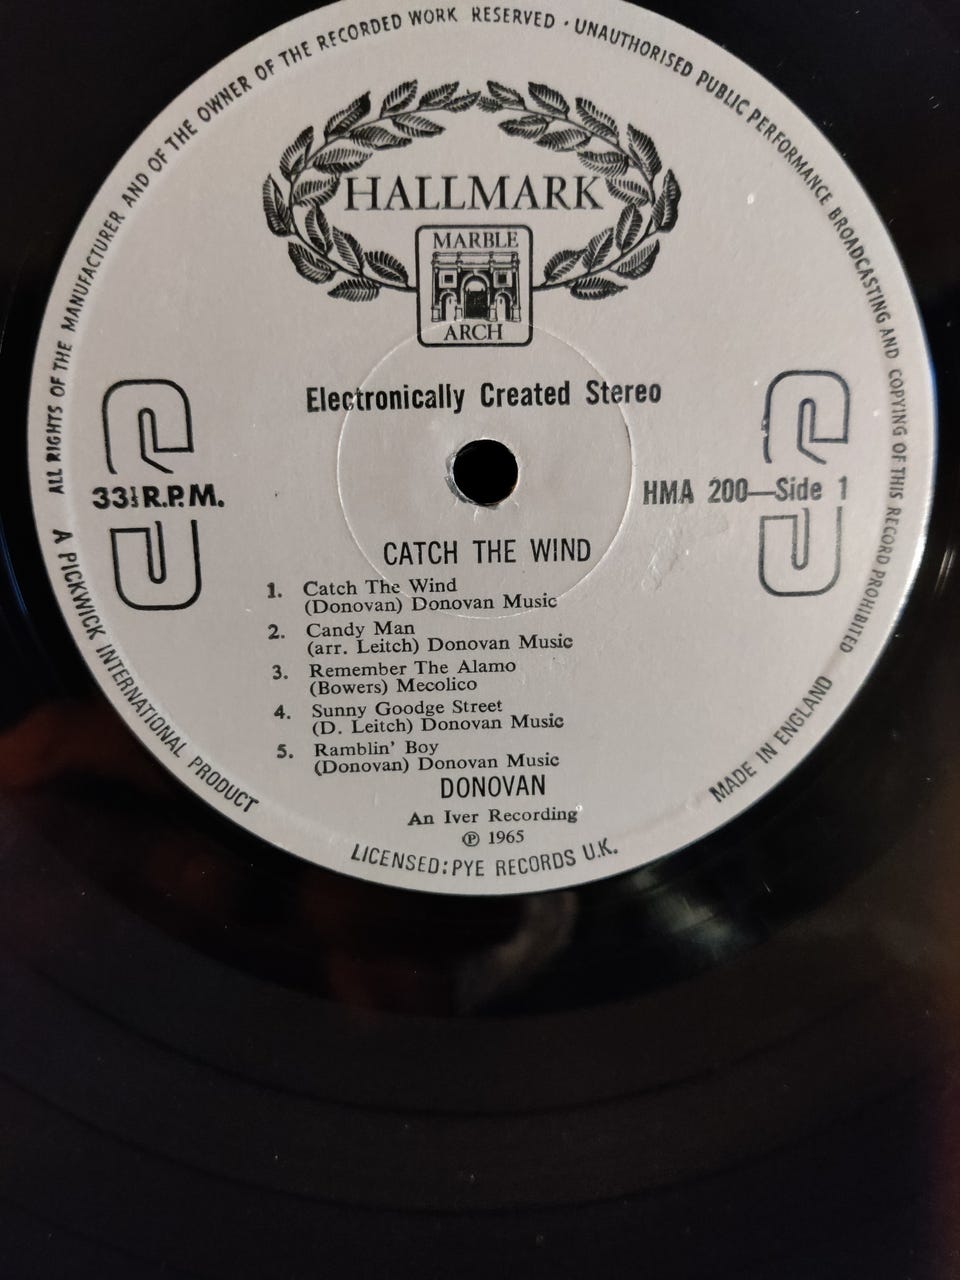 ALL RIGHTS OF THE MANUFACTURER AND OF THE OWNER OF THE RECORDED WORK RESERVED · UNAUTHORISED PUBLIC PERFORMANCE BROADCASTING AND COPYING OF THIS RECORD PROHIBITED
HALLMARK
MARBLE
ARCH
Electronically Created Stereo
33⅓ R.P.M.
HMA 200—Side 1
CATCH THE WIND
1. Catch The Wind
(Donovan) Donovan Music
2. Candy Man
(arr. Leitch) Donovan Music
3. Remember The Alamo
(Bowers) Mecolico
4. Sunny Goodge Street
(D. Leitch) Donovan Music
5. Ramblin' Boy
(Donovan) Donovan Music
DONOVAN
An Iver Recording
℗ 1965
A PICKWICK INTERNATIONAL PRODUCT
LICENSED: PYE RECORDS U.K.
MADE IN ENGLAND